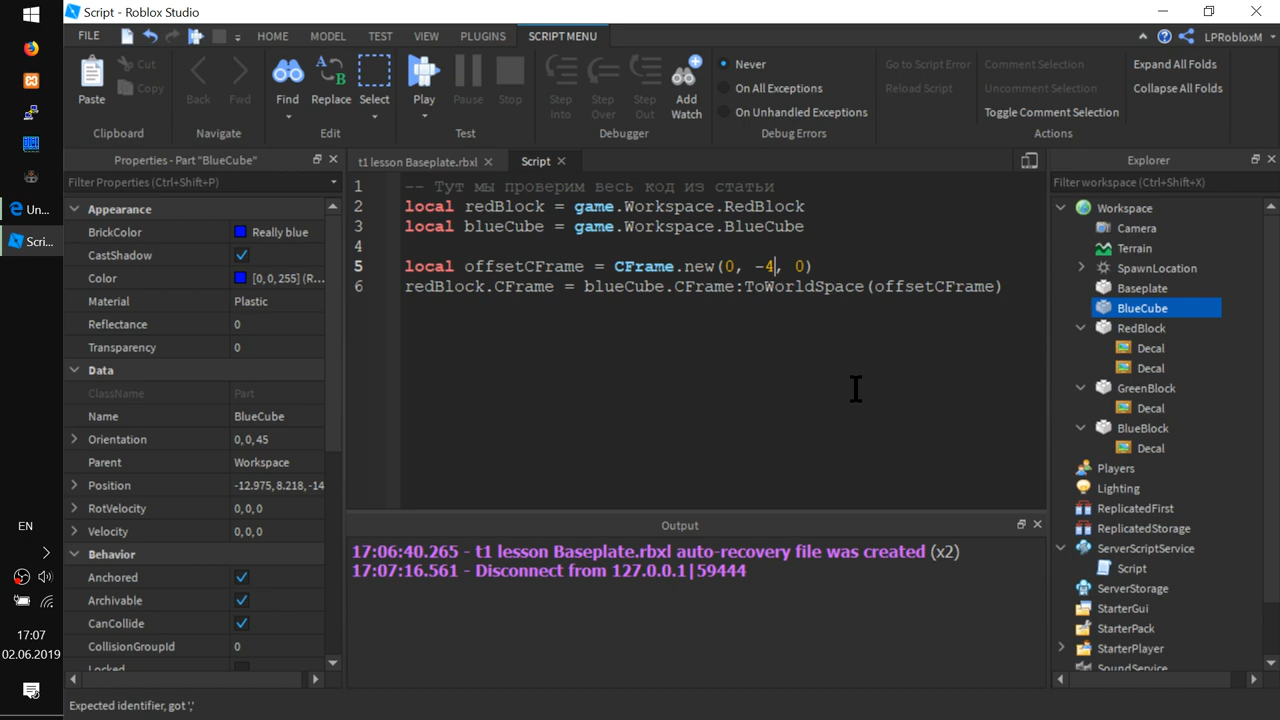 Script - Roblox Studio
FILE HOME MODEL TEST VIEW PLUGINS SCRIPT MENU LPRobloxM
Paste Cut Copy
Back Fwd
Find Replace Select
Play Pause Stop
Step Into Step Over Step Out Add Watch
Never
On All Exceptions
On Unhandled Exceptions
Go to Script Error
Reload Script
Comment Selection
Uncomment Selection
Toggle Comment Selection
Expand All Folds
Collapse All Folds
Clipboard Navigate Edit Test Debugger Debug Errors Actions
Properties - Part "BlueCube"
Filter Properties (Ctrl+Shift+P)
Appearance
BrickColor Really blue
CastShadow
Color [0,0,255] (R...
Material Plastic
Reflectance 0
Transparency 0
Data
ClassName Part
Name BlueCube
Orientation 0,0,45
Parent Workspace
Position -12.975,8.218,-14
RotVelocity 0,0,0
Velocity 0,0,0
Behavior
Anchored
Archivable
CanCollide
CollisionGroupId 0
Locked
t1 lesson Baseplate.rbxl Script
1 -- Тут мы проверим весь код из статьи
2 local redBlock = game.Workspace.RedBlock
3 local blueCube = game.Workspace.BlueCube
4
5 local offsetCFrame = CFrame.new(0, -4, 0)
6 redBlock.CFrame = blueCube.CFrame:ToWorldSpace(offsetCFrame)
Output
17:06:40.265 - t1 lesson Baseplate.rbxl auto-recovery file was created (x2)
17:07:16.561 - Disconnect from 127.0.0.1|59444
Explorer
Filter workspace (Ctrl+Shift+X)
Workspace
Camera
Terrain
SpawnLocation
Baseplate
BlueCube
RedBlock
Decal
Decal
GreenBlock
Decal
BlueBlock
Decal
Players
Lighting
ReplicatedFirst
ReplicatedStorage
ServerScriptService
Script
ServerStorage
StarterGui
StarterPack
StarterPlayer
SoundService
Un...
Scri...
EN
17:07
02.06.2019
Expected identifier, got ','